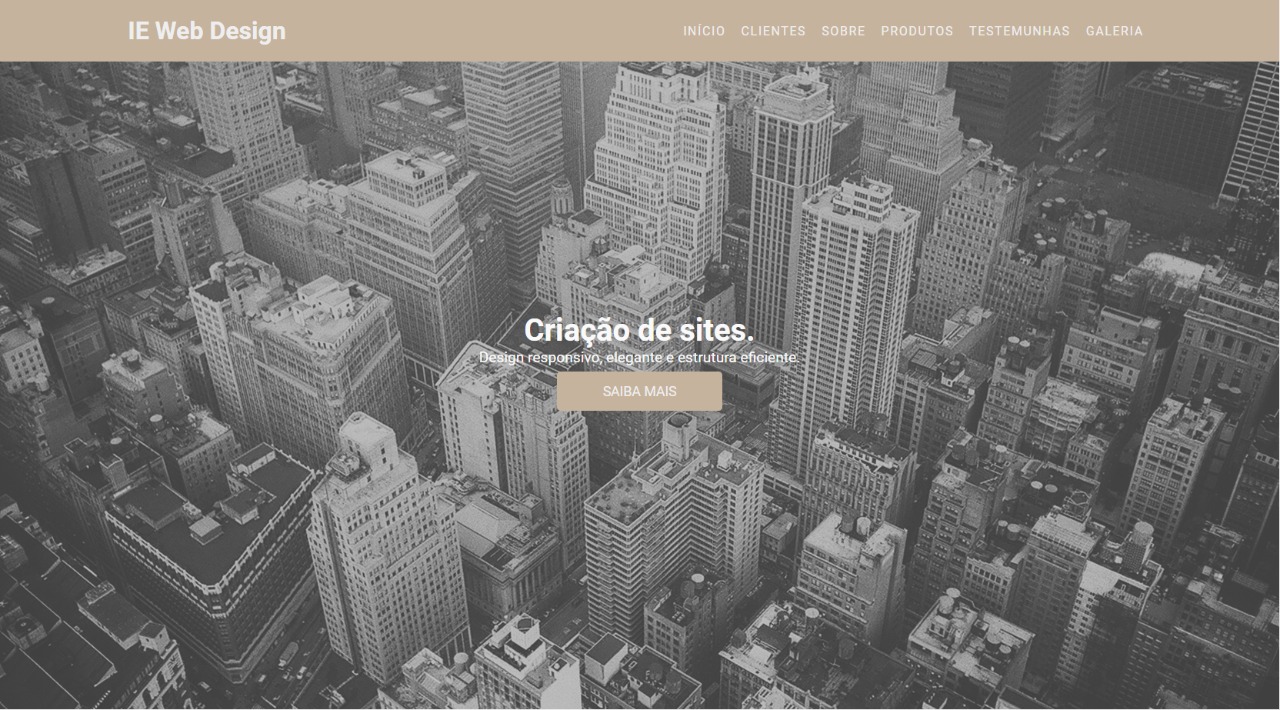 IE Web Design
INÍCIO CLIENTES SOBRE PRODUTOS TESTEMUNHAS GALERIA
Criação de sites.
Design responsivo, elegante e estrutura eficiente.
SAIBA MAIS